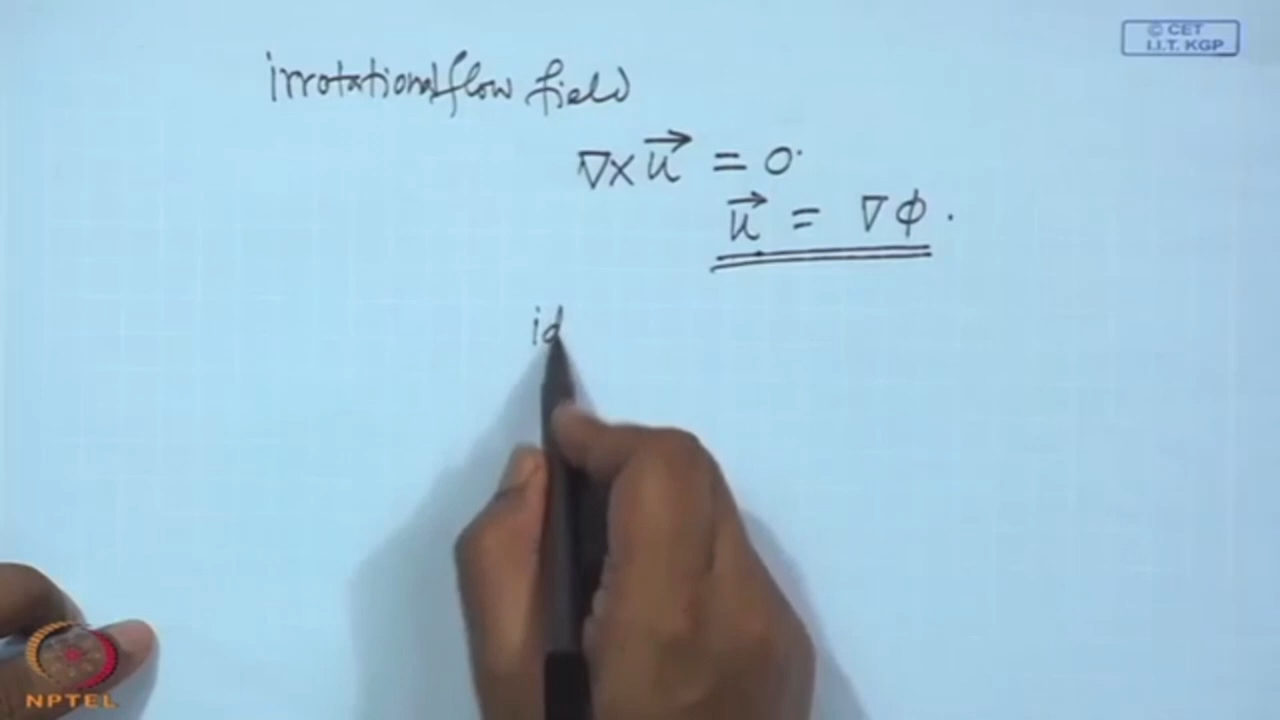 © CET
I.I.T. KGP
irrotational flow field
∇×u⃗ = 0.
u⃗ = ∇ϕ.
id
NPTEL